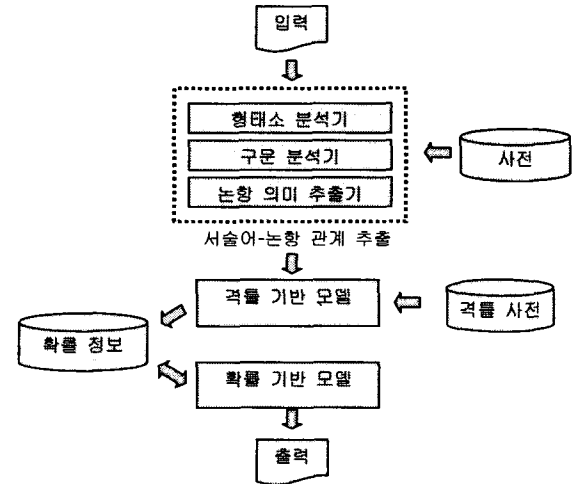 입력
형태소 분석기
구문 분석기
사전
논항 의미 추출기
서술어-논항 관계 추출
격틀 기반 모델
격틀 사전
확률 정보
확률 기반 모델
출력